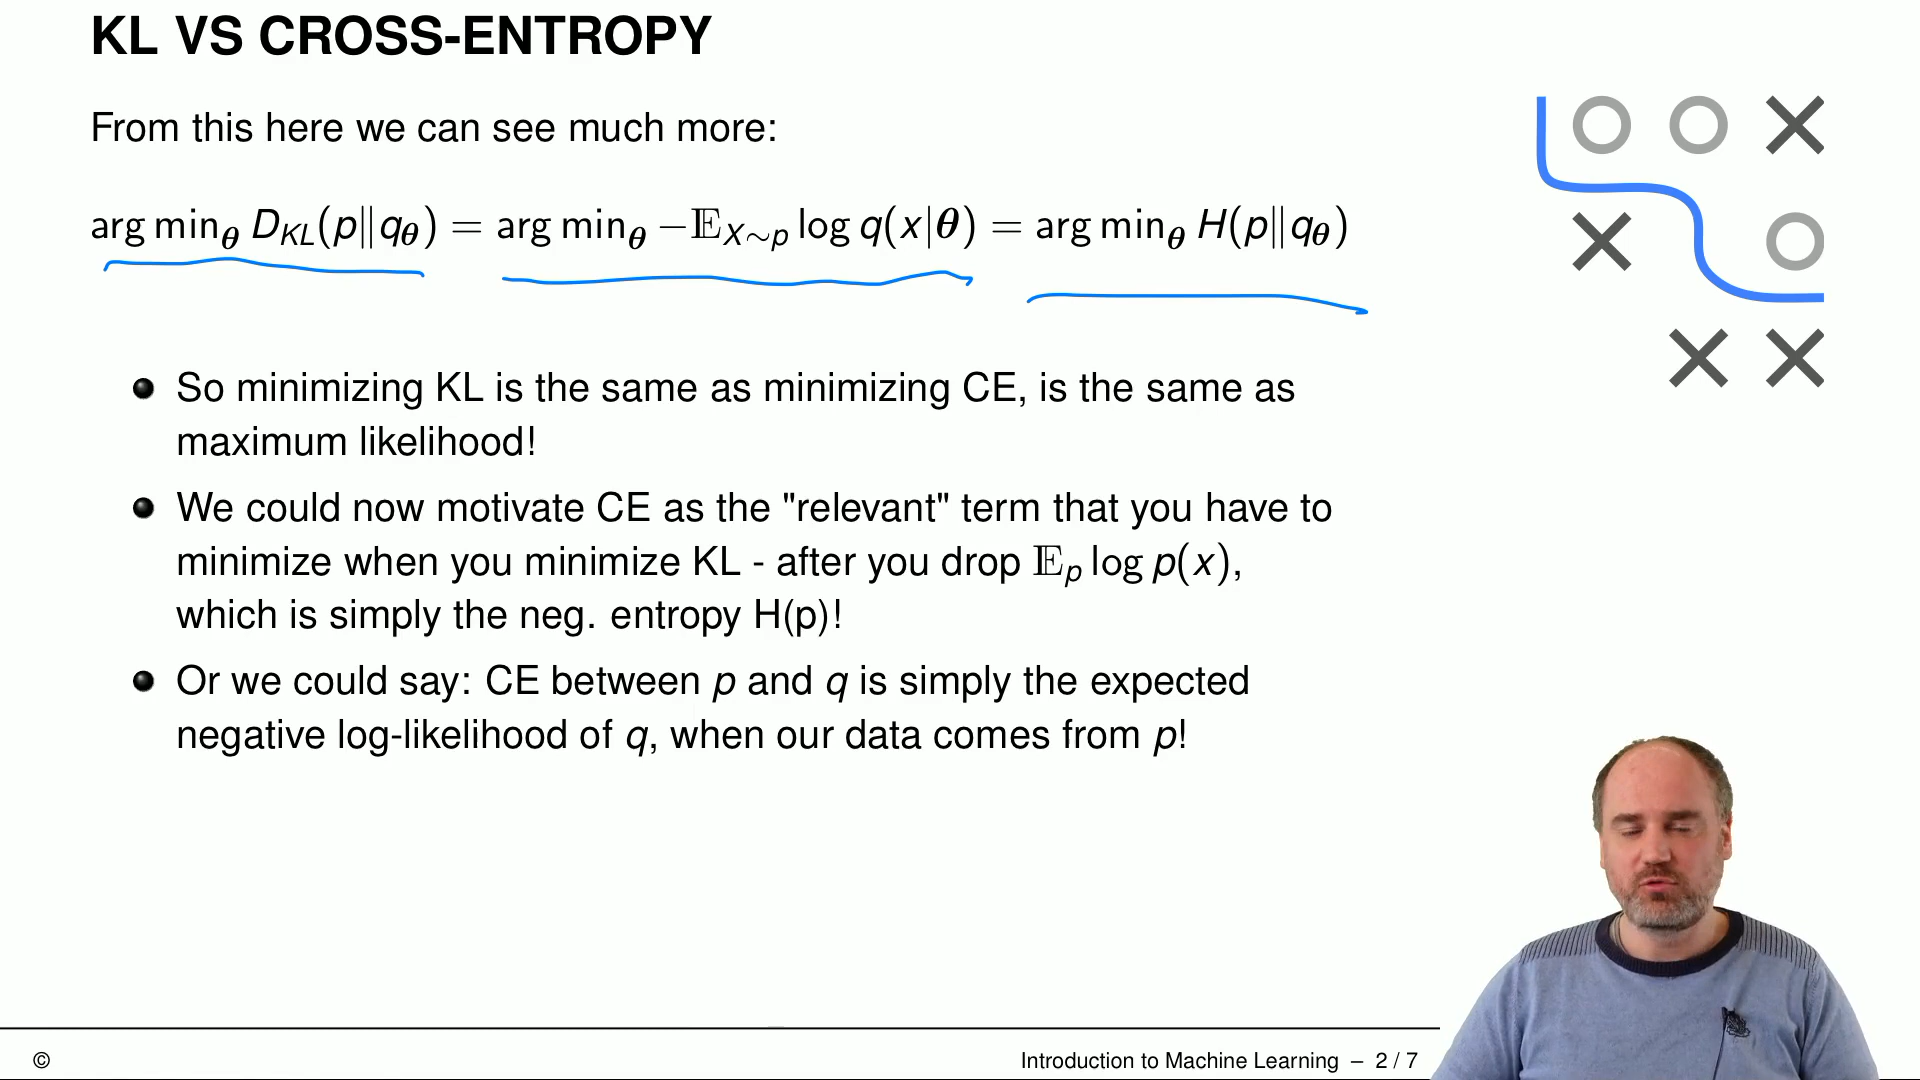 KL VS CROSS-ENTROPY
From this here we can see much more:
arg min_θ D_KL(p‖q_θ) = arg min_θ −𝔼_X∼p log q(x|θ) = arg min_θ H(p‖q_θ)
So minimizing KL is the same as minimizing CE, is the same as
maximum likelihood!
We could now motivate CE as the "relevant" term that you have to
minimize when you minimize KL - after you drop 𝔼_p log p(x),
which is simply the neg. entropy H(p)!
Or we could say: CE between p and q is simply the expected
negative log-likelihood of q, when our data comes from p!
©
Introduction to Machine Learning – 2 / 7